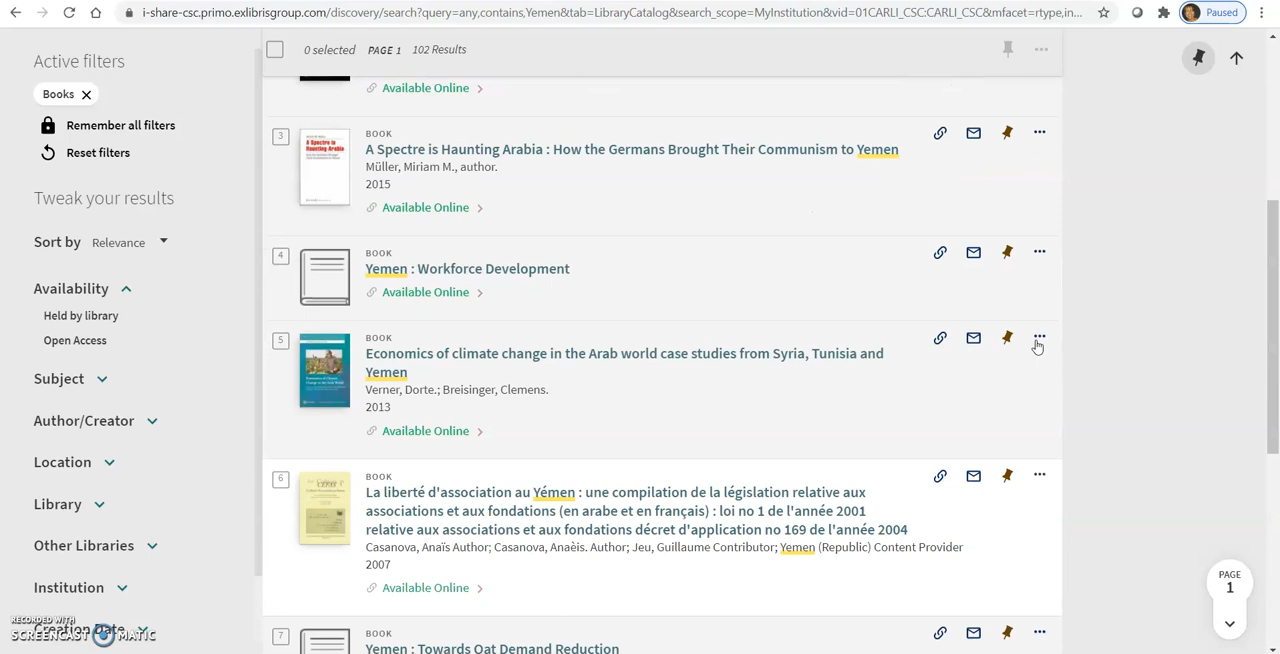 i-share-csc.primo.exlibrisgroup.com/discovery/search?query=any,contains,Yemen&tab=LibraryCatalog&search_scope=MyInstitution&vid=01CARLI_CSC:CARLI_CSC&mfacet=rtype,in...
Paused
Active filters
Books
Remember all filters
Reset filters
Tweak your results
Sort by Relevance
Availability
Held by library
Open Access
Subject
Author/Creator
Location
Library
Other Libraries
Institution
Creation Date
RECORDED WITH
SCREENCAST MATIC
0 selected PAGE 1 102 Results
Available Online
3
BOOK
A Spectre is Haunting Arabia : How the Germans Brought Their Communism to Yemen
Müller, Miriam M., author.
2015
Available Online
4
BOOK
Yemen : Workforce Development
Available Online
5
BOOK
Economics of climate change in the Arab world case studies from Syria, Tunisia and
Yemen
Verner, Dorte.; Breisinger, Clemens.
2013
Available Online
6
BOOK
La liberté d'association au Yémen : une compilation de la législation relative aux
associations et aux fondations (en arabe et en français) : loi no 1 de l'année 2001
relative aux associations et aux fondations décret d'application no 169 de l'année 2004
Casanova, Anaïs Author; Casanova, Anaèis. Author; Jeu, Guillaume Contributor; Yemen (Republic) Content Provider
2007
Available Online
7
BOOK
Yemen : Towards Qat Demand Reduction
PAGE
1